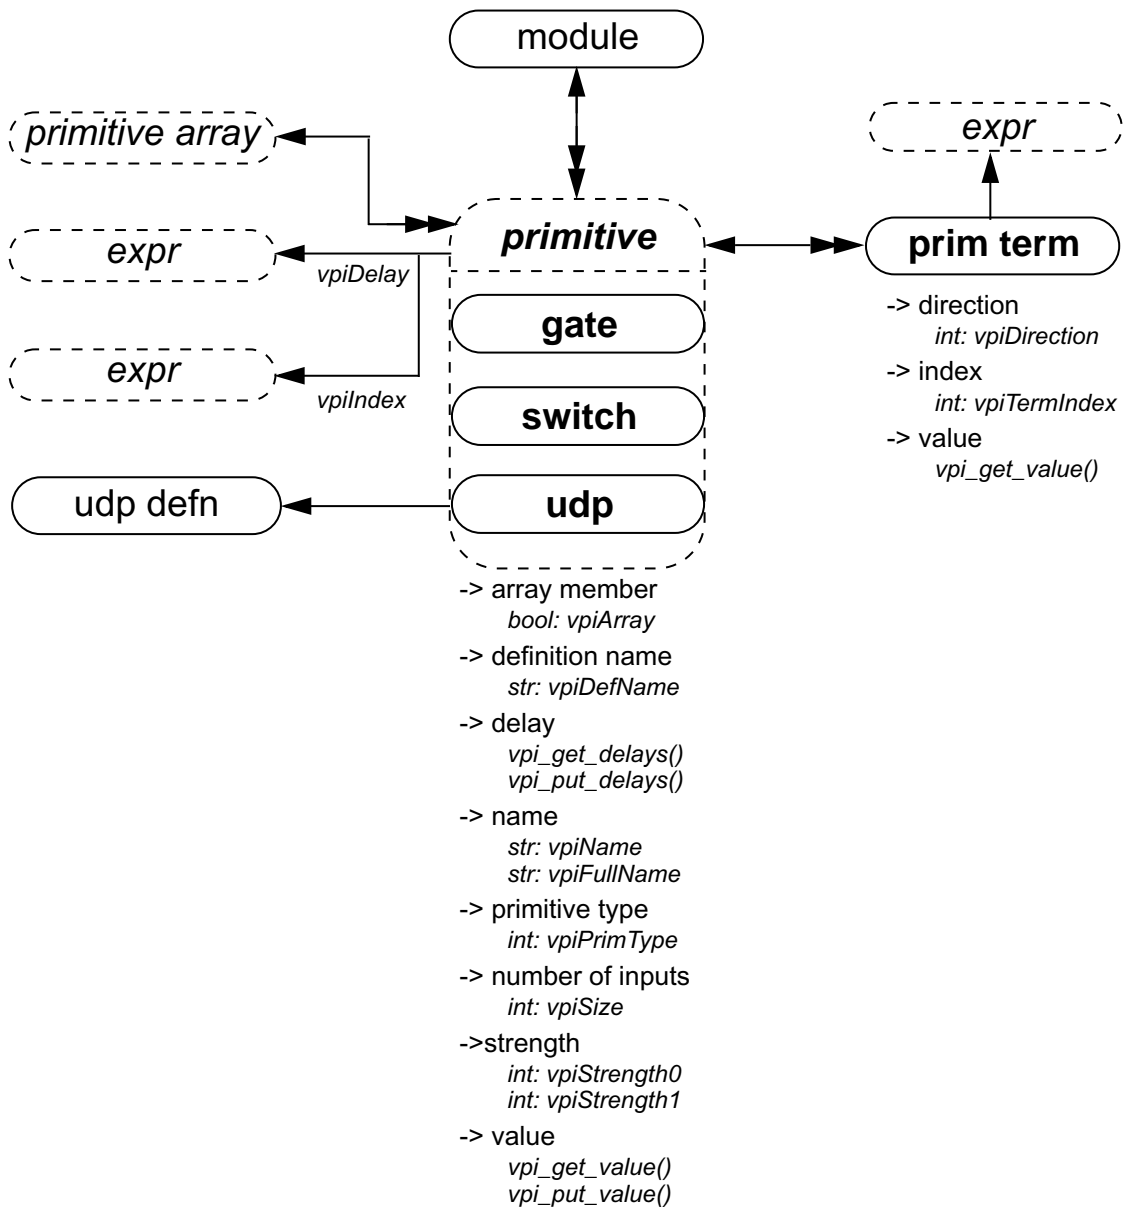 module
primitive array
expr
primitive
expr
vpiDelay
prim term
gate
expr
vpiIndex
switch
udp defn
udp
-> direction
int: vpiDirection
-> index
int: vpiTermIndex
-> value
vpi_get_value()
-> array member
bool: vpiArray
-> definition name
str: vpiDefName
-> delay
vpi_get_delays()
vpi_put_delays()
-> name
str: vpiName
str: vpiFullName
-> primitive type
int: vpiPrimType
-> number of inputs
int: vpiSize
->strength
int: vpiStrength0
int: vpiStrength1
-> value
vpi_get_value()
vpi_put_value()